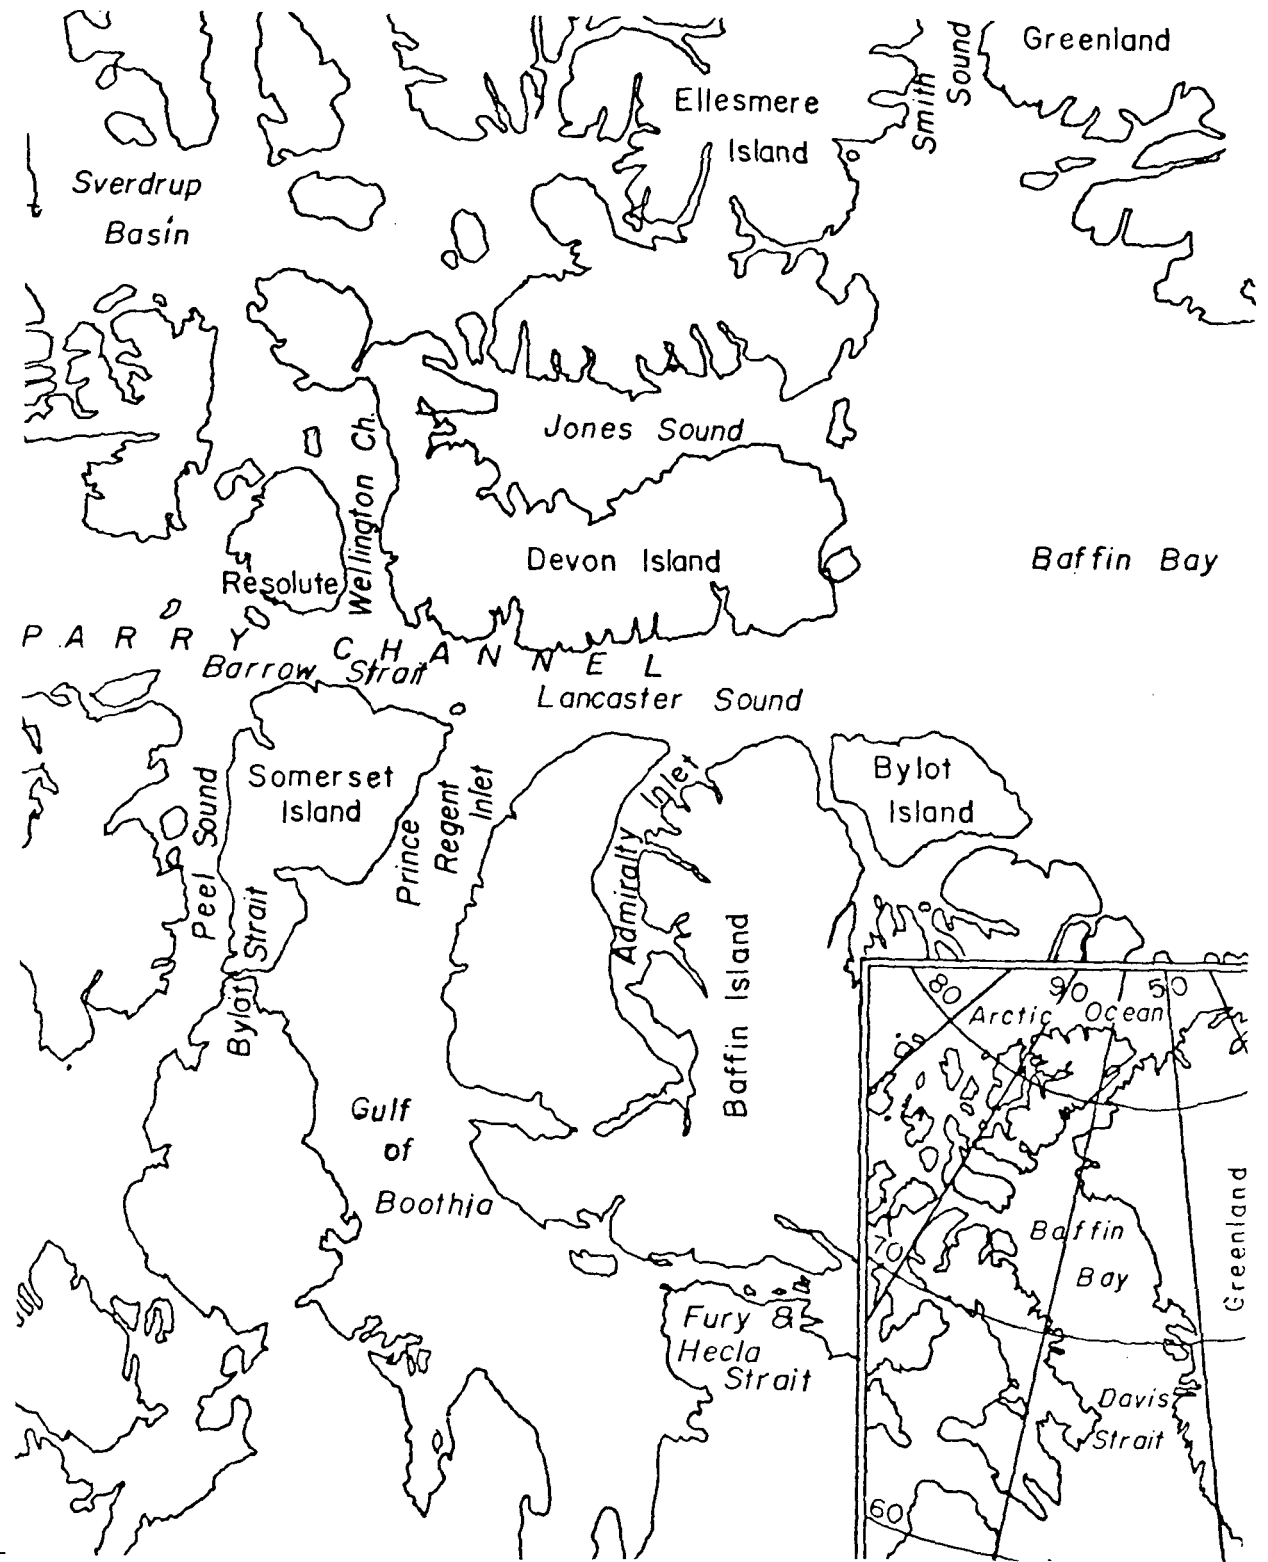 Greenland
Smith
Sound
Ellesmere
Island
Sverdrup
Basin
Jones Sound
Wellington Ch.
Devon Island
Baffin Bay
Resolute
PARRY CHANNEL
Barrow Strait
Lancaster Sound
Bylot
Island
Somerset
Island
Peel Sound
Prince
Regent
Inlet
Admiralty Inlet
Baffin Island
Bylot Strait
Gulf
of
Boothia
Fury &
Hecla
Strait
80
90
50
Arctic Ocean
70
Baffin
Bay
Greenland
Davis
Strait
60